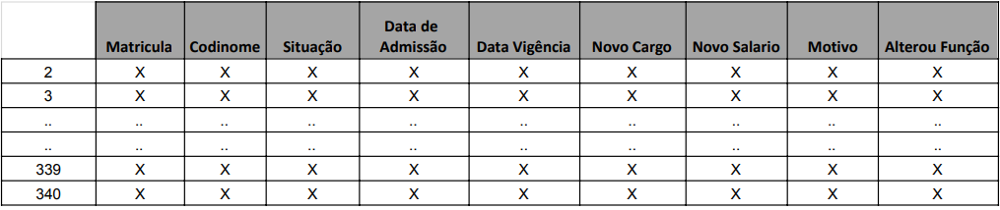 Matricula Codinome Situação Data de Admissão Data Vigência Novo Cargo Novo Salario Motivo Alterou Função
2 X X X X X X X X X
3 X X X X X X X X X
.. .. .. .. .. .. .. .. .. ..
.. .. .. .. .. .. .. .. .. ..
339 X X X X X X X X X
340 X X X X X X X X X